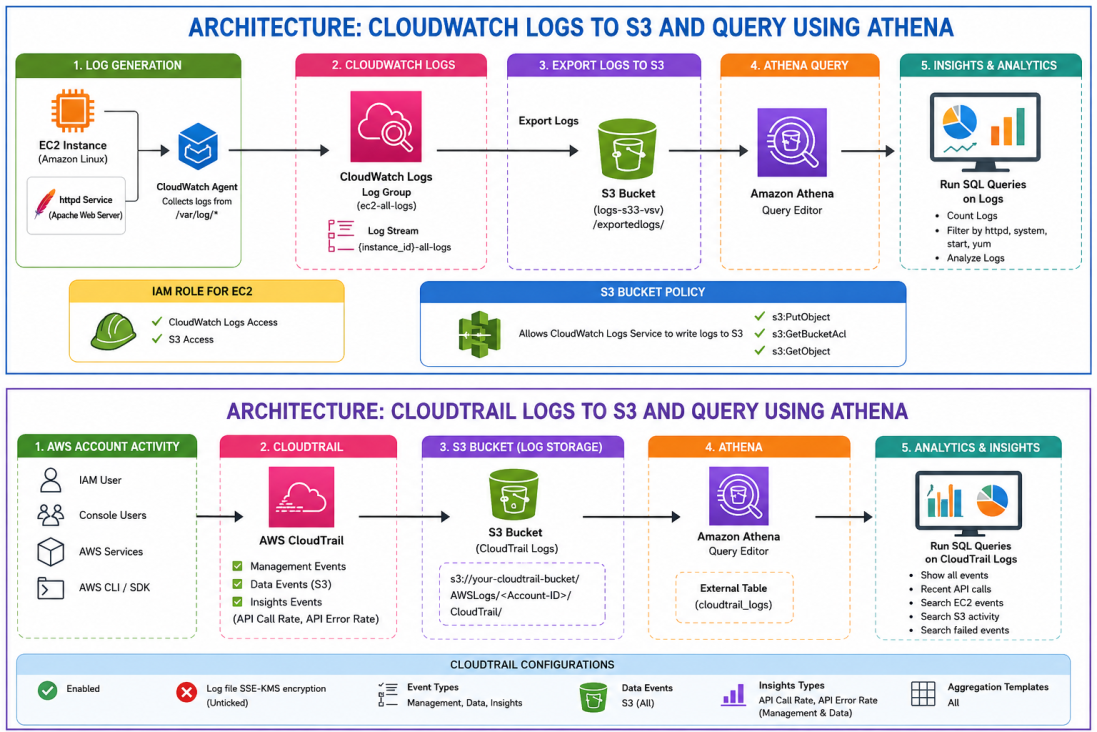 ARCHITECTURE: CLOUDWATCH LOGS TO S3 AND QUERY USING ATHENA
1. LOG GENERATION
EC2 Instance
(Amazon Linux)
httpd Service
(Apache Web Server)
CloudWatch Agent
Collects logs from
/var/log/*
2. CLOUDWATCH LOGS
CloudWatch Logs
Log Group
(ec2-all-logs)
Log Stream
{instance_id}-all-logs
3. EXPORT LOGS TO S3
Export Logs
S3 Bucket
(logs-s33-vsv)
/exportedlogs/
4. ATHENA QUERY
Amazon Athena
Query Editor
5. INSIGHTS & ANALYTICS
Run SQL Queries
on Logs
• Count Logs
• Filter by httpd, system,
start, yum
• Analyze Logs
IAM ROLE FOR EC2
CloudWatch Logs Access
S3 Access
S3 BUCKET POLICY
Allows CloudWatch Logs Service to write logs to S3
s3:PutObject
s3:GetBucketAcl
s3:GetObject
ARCHITECTURE: CLOUDTRAIL LOGS TO S3 AND QUERY USING ATHENA
1. AWS ACCOUNT ACTIVITY
IAM User
Console Users
AWS Services
AWS CLI / SDK
2. CLOUDTRAIL
AWS CloudTrail
Management Events
Data Events (S3)
Insights Events
(API Call Rate, API Error Rate)
3. S3 BUCKET (LOG STORAGE)
S3 Bucket
(CloudTrail Logs)
s3://your-cloudtrail-bucket/
AWSLogs/<Account-ID>/
CloudTrail/
4. ATHENA
Amazon Athena
Query Editor
External Table
(cloudtrail_logs)
5. ANALYTICS & INSIGHTS
Run SQL Queries
on CloudTrail Logs
• Show all events
• Recent API calls
• Search EC2 events
• Search S3 activity
• Search failed events
CLOUDTRAIL CONFIGURATIONS
Enabled
Log file SSE-KMS encryption
(Unticked)
Event Types
Management, Data, Insights
Data Events
S3 (All)
Insights Types
API Call Rate, API Error Rate
(Management & Data)
Aggregation Templates
All